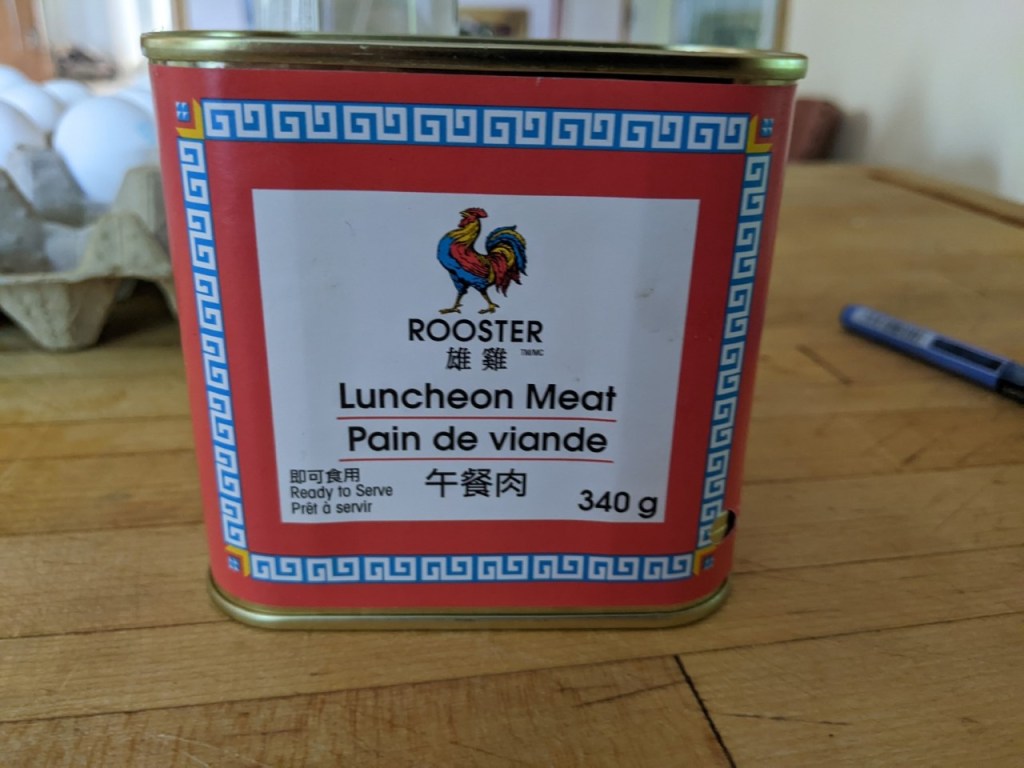 ROOSTER
雄雞 TM/MC
Luncheon Meat
Pain de viande
午餐肉
即可食用
Ready to Serve
Prêt à servir
340 g